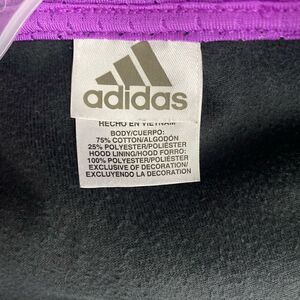 adidas
HECHO EN VIETNAM
BODY/CUERPO:
75% COTTON/ALGODÓN
25% POLYESTER/POLIÉSTER
HOOD LINING/HOOD FORRO:
100% POLYESTER/POLIÉSTER
EXCLUSIVE OF DECORATION/
EXCLUYENDO LA DECORATION